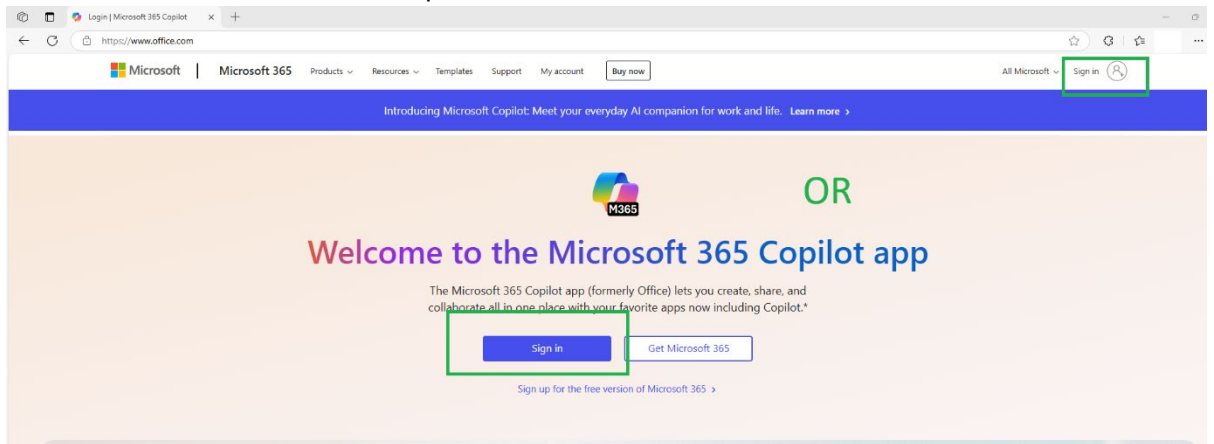 Login | Microsoft 365 Copilot
https://www.office.com
Microsoft | Microsoft 365 Products Resources Templates Support My account Buy now All Microsoft Sign in
Introducing Microsoft Copilot: Meet your everyday AI companion for work and life. Learn more >
M365
OR
Welcome to the Microsoft 365 Copilot app
The Microsoft 365 Copilot app (formerly Office) lets you create, share, and
collaborate all in one place with your favorite apps now including Copilot.*
Sign in Get Microsoft 365
Sign up for the free version of Microsoft 365 >